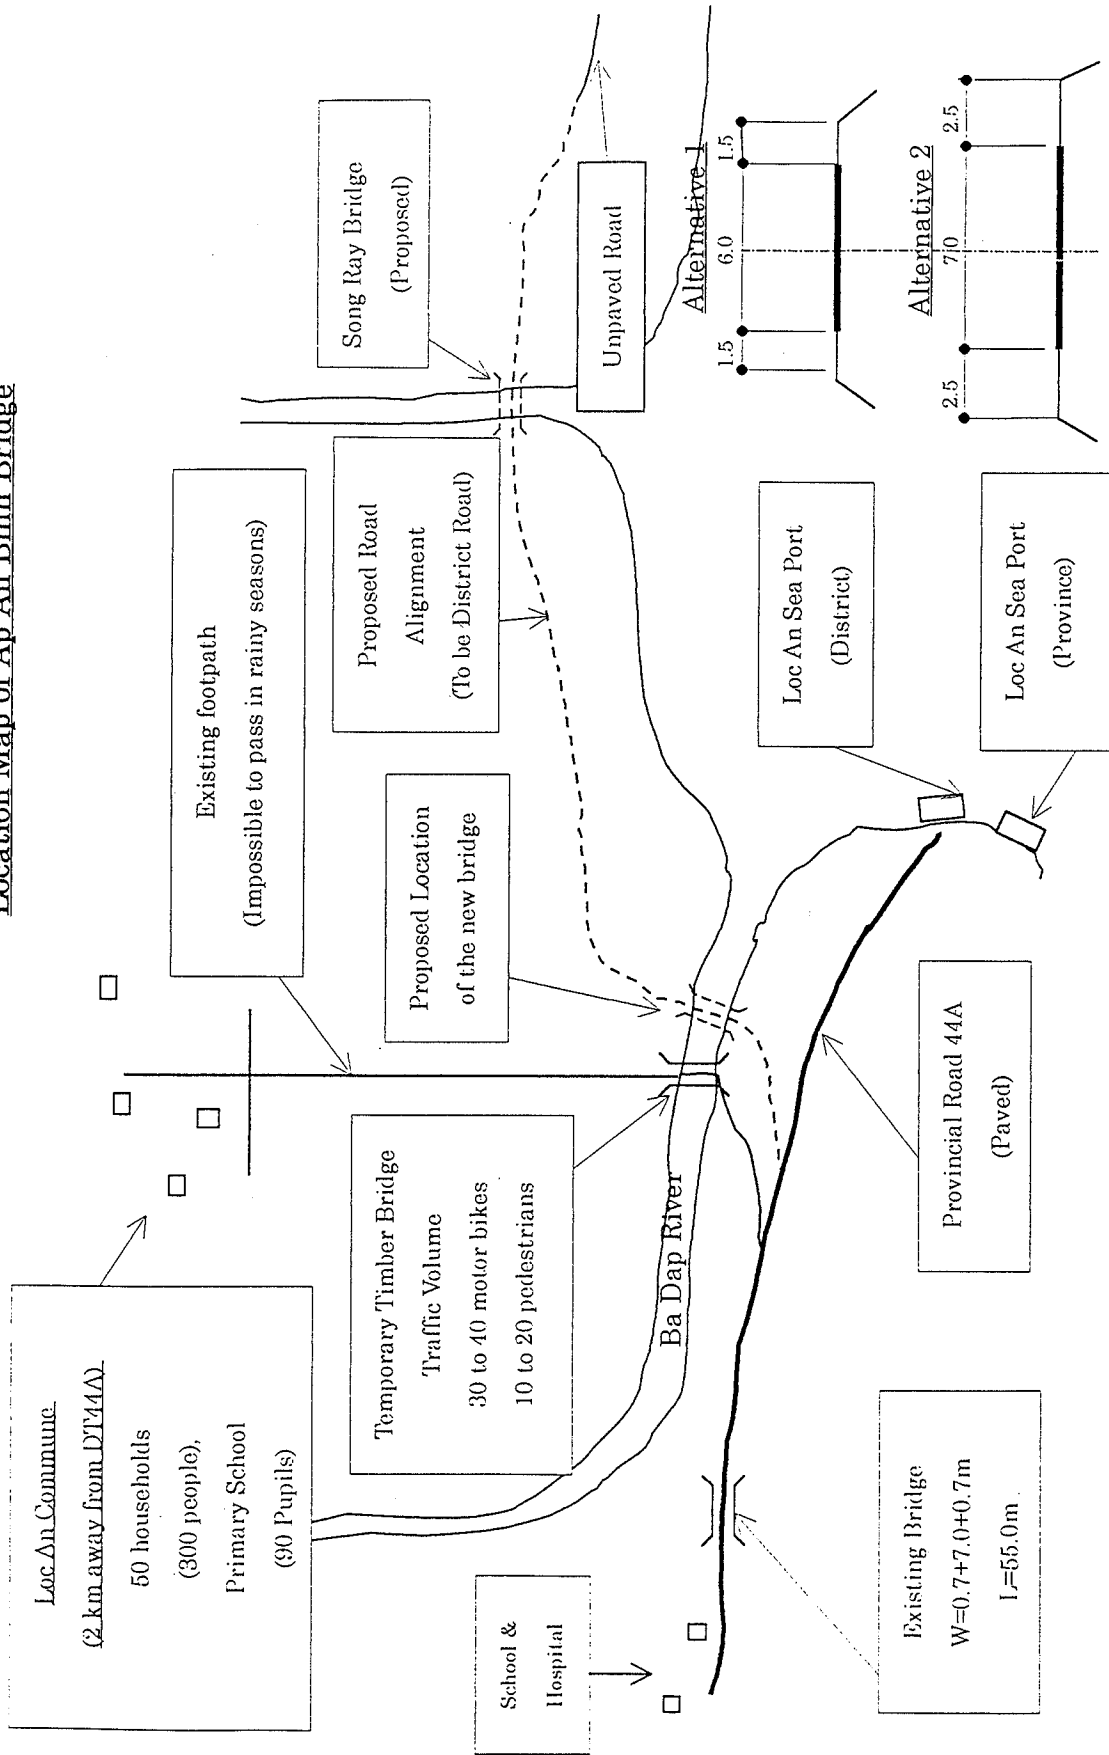 Location Map of Ap An Binh Bridge
Loc An Commune
(2 km away from DT44A)
50 households
(300 people),
Primary School
(90 Pupils)
Existing footpath
(Impossible to pass in rainy seasons)
Song Ray Bridge
(Proposed)
Temporary Timber Bridge
Traffic Volume
30 to 40 motor bikes
10 to 20 pedestrians
Proposed Location
of the new bridge
Proposed Road
Alignment
(To be District Road)
Unpaved Road
School &
Hospital
Ba Dap River
Existing Bridge
W=0.7+7.0+0.7m
L=55.0m
Provincial Road 44A
(Paved)
Loc An Sea Port
(District)
Loc An Sea Port
(Province)
Alternative 1
1.5
6.0
1.5
Alternative 2
2.5
7.0
2.5